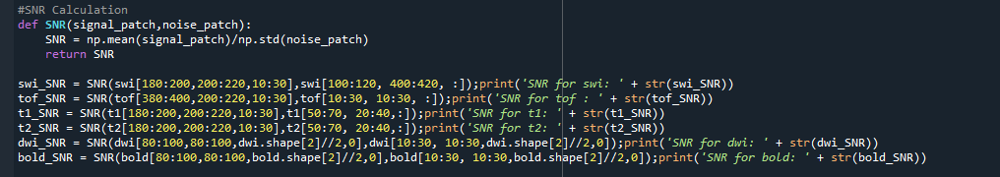 #SNR Calculation
def SNR(signal_patch,noise_patch):
    SNR = np.mean(signal_patch)/np.std(noise_patch)
    return SNR

swi_SNR = SNR(swi[180:200,200:220,10:30],swi[100:120, 400:420, :]);print('SNR for swi: ' + str(swi_SNR))
tof_SNR = SNR(tof[380:400,200:220,10:30],tof[10:30, 10:30, :]);print('SNR for tof : ' + str(tof_SNR))
t1_SNR = SNR(t1[180:200,200:220,10:30],t1[50:70, 20:40,:]);print('SNR for t1: ' + str(t1_SNR))
t2_SNR = SNR(t2[180:200,200:220,10:30],t2[50:70, 20:40,:]);print('SNR for t2: ' + str(t2_SNR))
dwi_SNR = SNR(dwi[80:100,80:100,dwi.shape[2]//2,0],dwi[10:30, 10:30,dwi.shape[2]//2,0]);print('SNR for dwi: ' + str(dwi_SNR))
bold_SNR = SNR(bold[80:100,80:100,bold.shape[2]//2,0],bold[10:30, 10:30,bold.shape[2]//2,0]);print('SNR for bold: ' + str(bold_SNR))